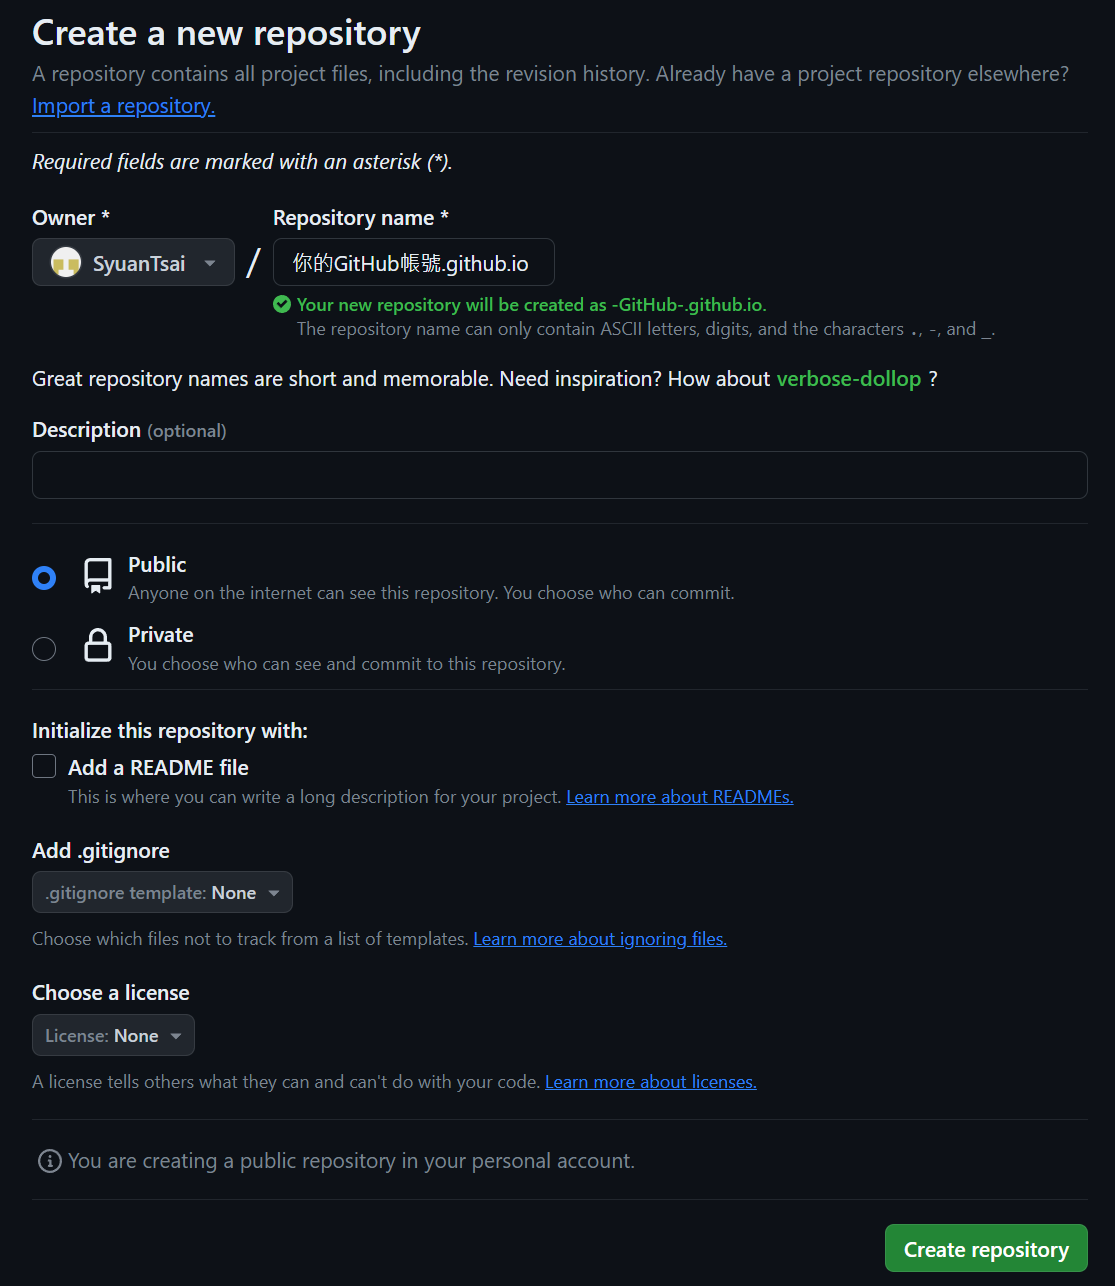 Create a new repository
A repository contains all project files, including the revision history. Already have a project repository elsewhere?
Import a repository.
Required fields are marked with an asterisk (*).
Owner * Repository name *
SyuanTsai / 你的GitHub帳號.github.io
Your new repository will be created as -GitHub-.github.io.
The repository name can only contain ASCII letters, digits, and the characters ., -, and _.
Great repository names are short and memorable. Need inspiration? How about verbose-dollop ?
Description (optional)
Public
Anyone on the internet can see this repository. You choose who can commit.
Private
You choose who can see and commit to this repository.
Initialize this repository with:
Add a README file
This is where you can write a long description for your project. Learn more about READMEs.
Add .gitignore
.gitignore template: None
Choose which files not to track from a list of templates. Learn more about ignoring files.
Choose a license
License: None
A license tells others what they can and can't do with your code. Learn more about licenses.
You are creating a public repository in your personal account.
Create repository